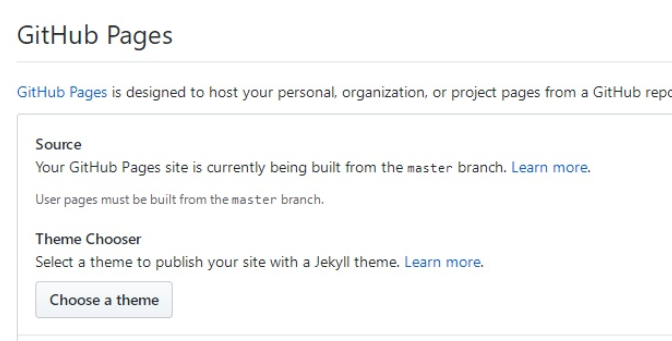 GitHub Pages
GitHub Pages is designed to host your personal, organization, or project pages from a GitHub
Source
Your GitHub Pages site is currently being built from the master branch. Learn more.
User pages must be built from the master branch.
Theme Chooser
Select a theme to publish your site with a Jekyll theme. Learn more.
Choose a theme